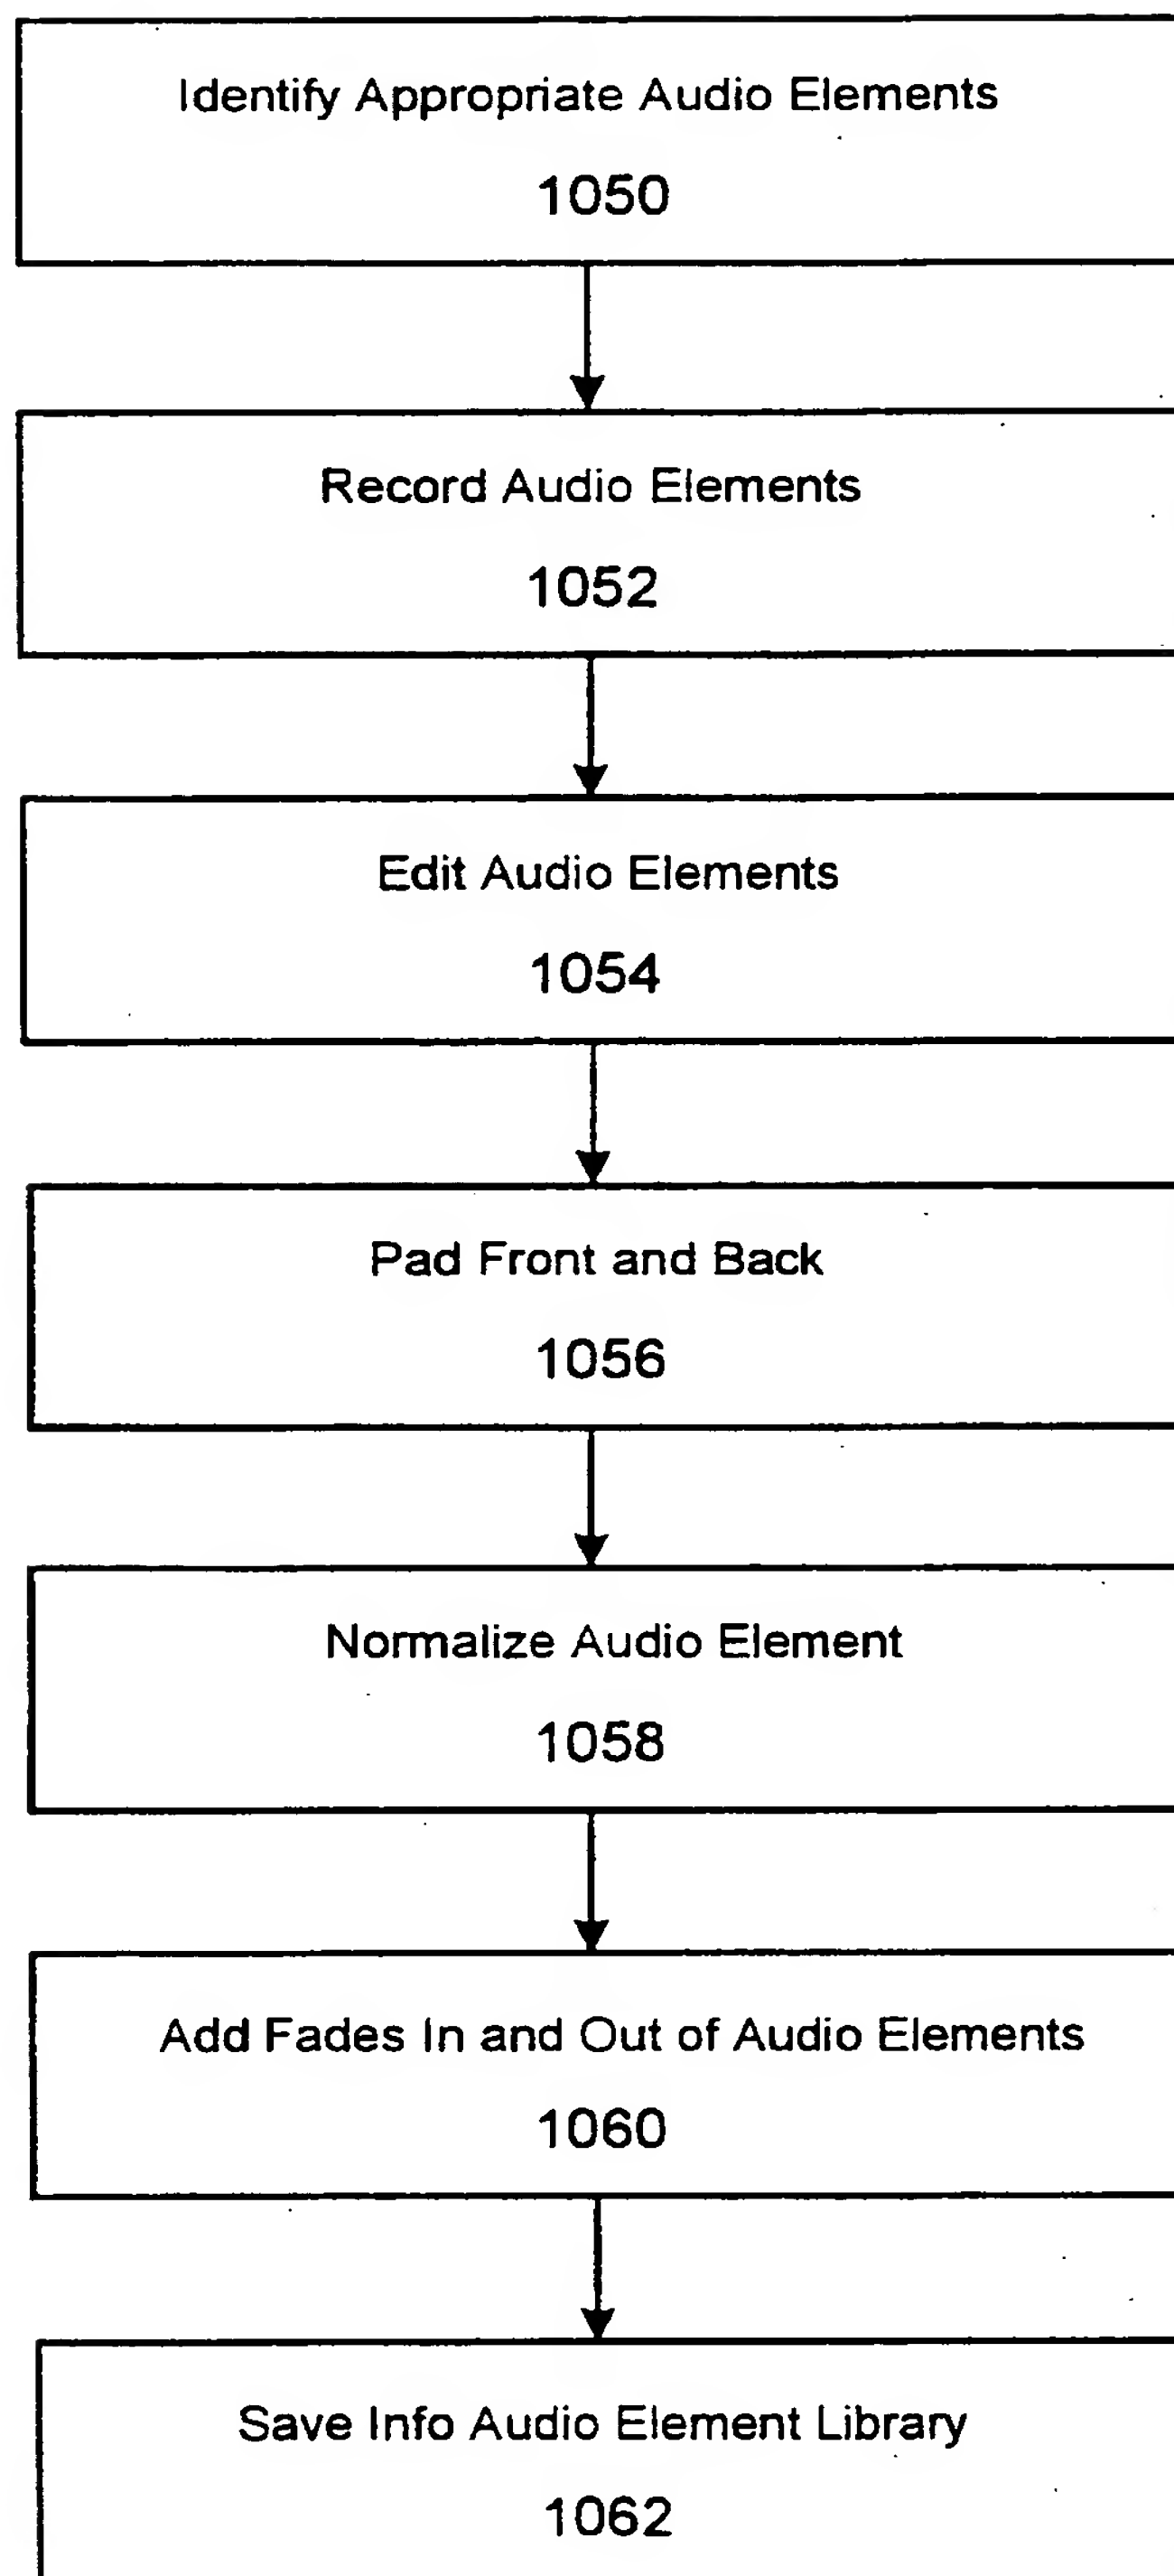 Identify Appropriate Audio Elements
1050
Record Audio Elements
1052
Edit Audio Elements
1054
Pad Front and Back
1056
Normalize Audio Element
1058
Add Fades In and Out of Audio Elements
1060
Save Info Audio Element Library
1062